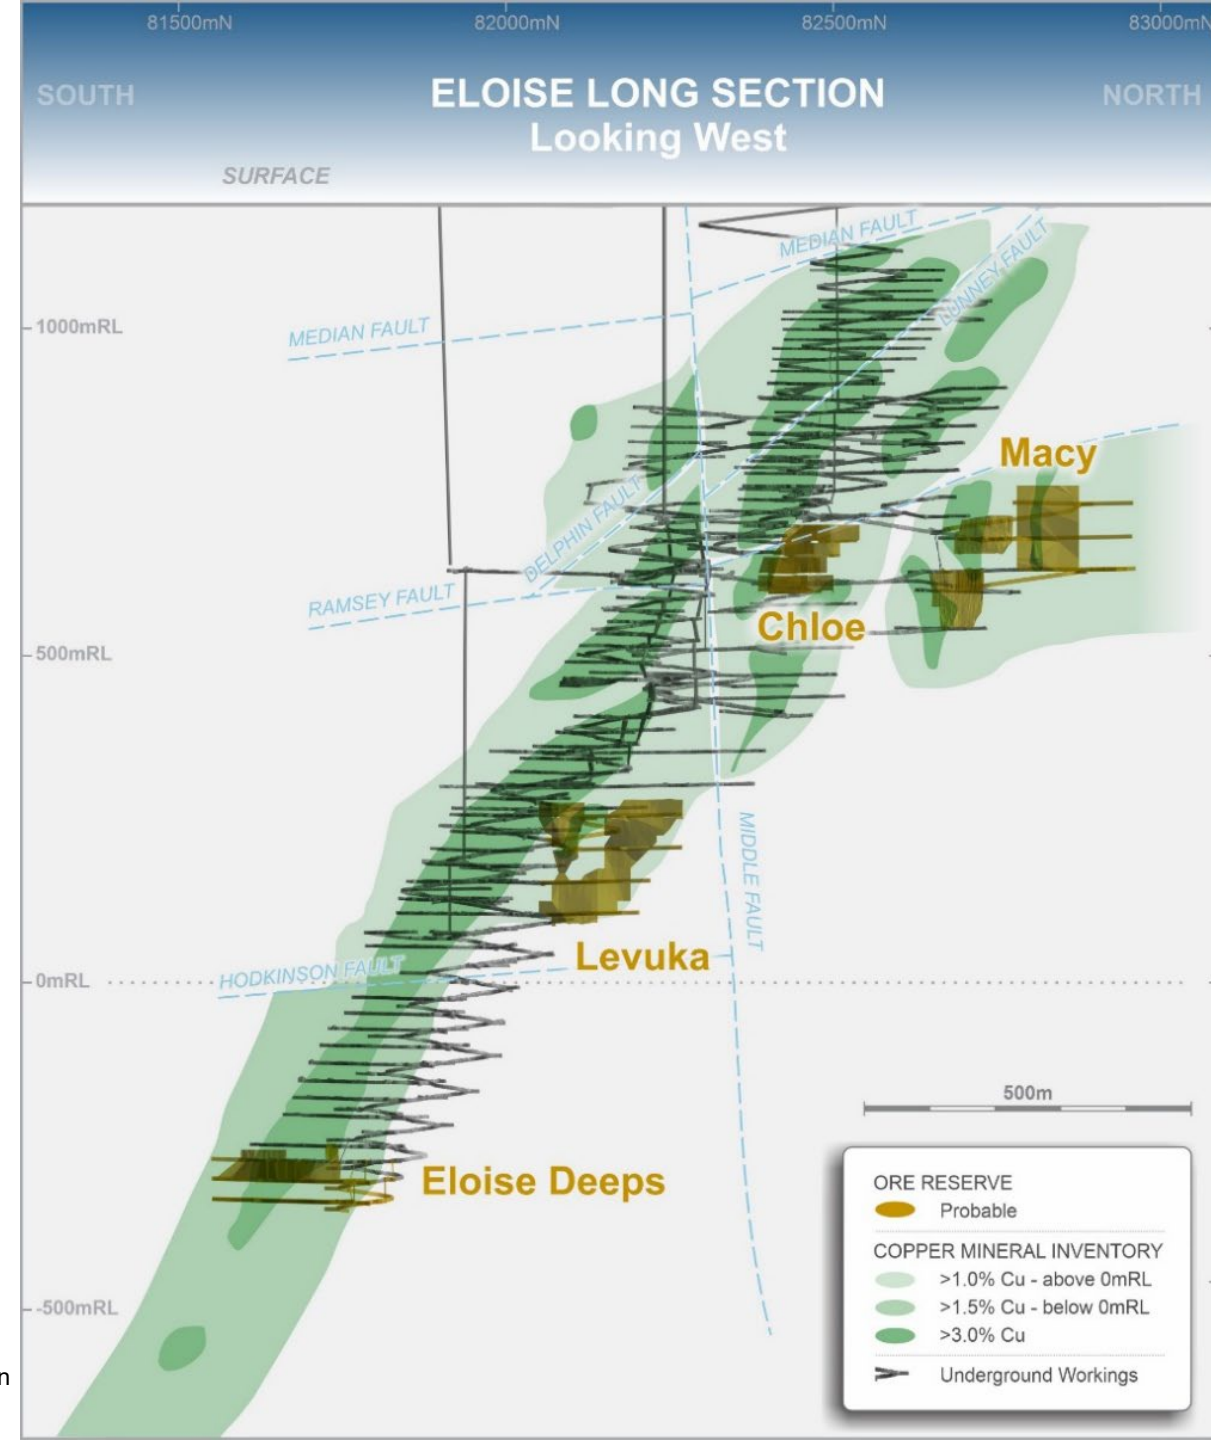 81500mN
82000mN
82500mN
83000mN
SOUTH
ELOISE LONG SECTION
NORTH
Looking West
SURFACE
MEDIAN FAULT
LUNNEY FAULT
1000mRL
MEDIAN FAULT
Macy
DELPHIN FAULT
RAMSEY FAULT
Chloe
500mRL
MIDDLE FAULT
Levuka
HODKINSON FAULT
0mRL
500m
Eloise Deeps
-500mRL
ORE RESERVE
Probable
COPPER MINERAL INVENTORY
>1.0% Cu - above 0mRL
>1.5% Cu - below 0mRL
>3.0% Cu
Underground Workings
n